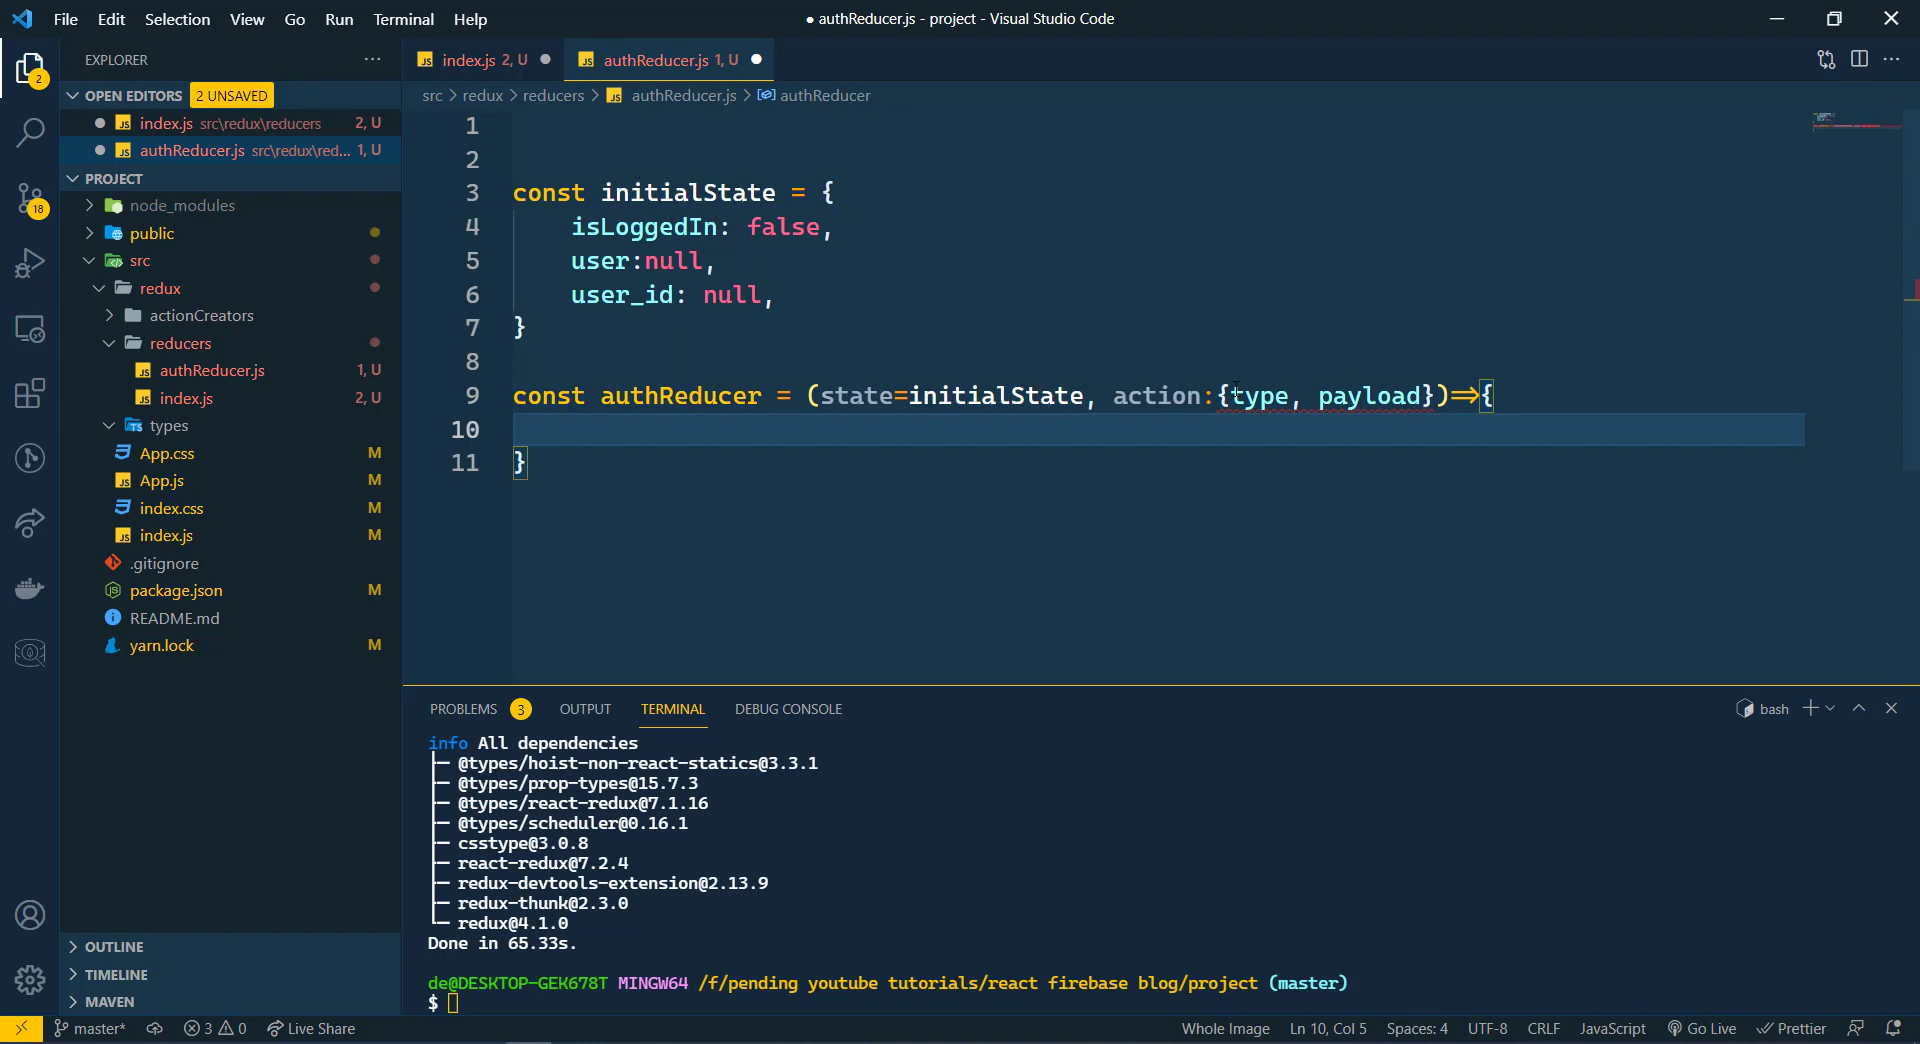 File Edit Selection View Go Run Terminal Help
● authReducer.js - project - Visual Studio Code
EXPLORER
index.js 2, U
authReducer.js 1, U
OPEN EDITORS 2 UNSAVED
src > redux > reducers > authReducer.js > authReducer
index.js src\redux\reducers 2, U
authReducer.js src\redux\red... 1, U
PROJECT
node_modules
public
src
redux
actionCreators
reducers
authReducer.js 1, U
index.js 2, U
types
App.css M
App.js M
index.css M
index.js M
.gitignore
package.json M
README.md
yarn.lock M
OUTLINE
TIMELINE
MAVEN
2
18
1
2
3 const initialState = {
4 isLoggedIn: false,
5 user:null,
6 user_id: null,
7 }
8
9 const authReducer = (state=initialState, action:{type, payload})=>{
10
11 }
PROBLEMS 3 OUTPUT TERMINAL DEBUG CONSOLE
bash
info All dependencies
├─ @types/hoist-non-react-statics@3.3.1
├─ @types/prop-types@15.7.3
├─ @types/react-redux@7.1.16
├─ @types/scheduler@0.16.1
├─ csstype@3.0.8
├─ react-redux@7.2.4
├─ redux-devtools-extension@2.13.9
├─ redux-thunk@2.3.0
└─ redux@4.1.0
Done in 65.33s.
de@DESKTOP-GEK678T MINGW64 /f/pending youtube tutorials/react firebase blog/project (master)
$
master* 3 0 Live Share Whole Image Ln 10, Col 5 Spaces: 4 UTF-8 CRLF JavaScript Go Live Prettier